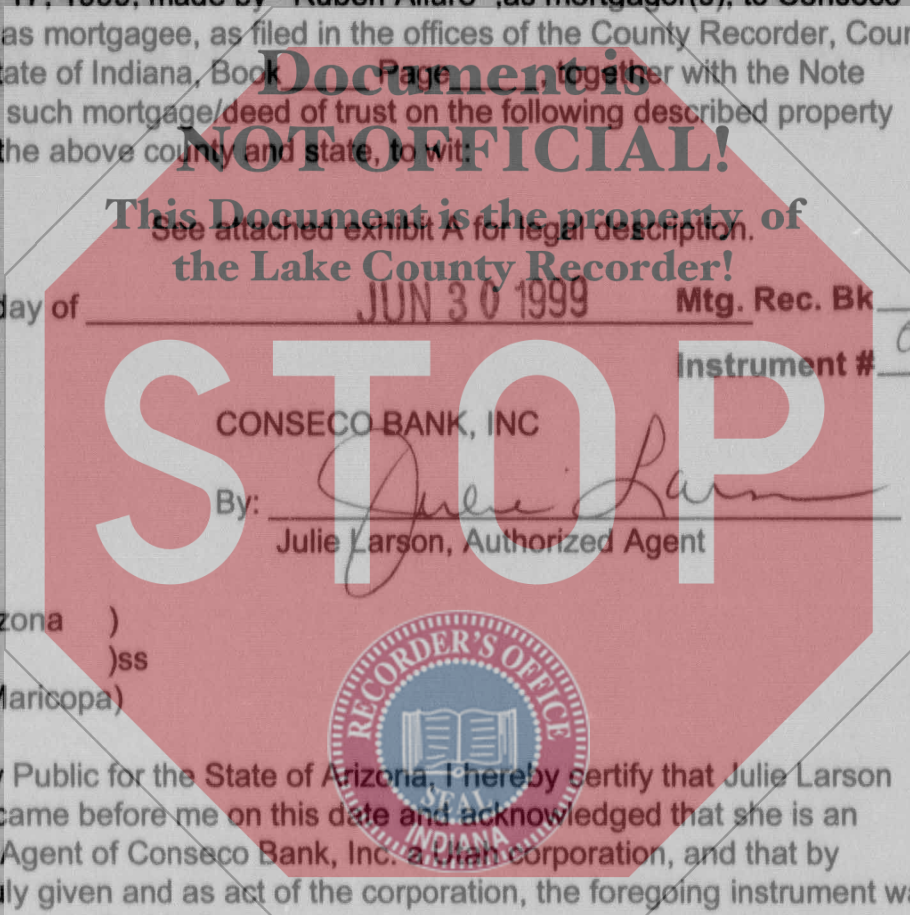 17, 1999, made by "Ruben Alfaro",as mortgagor(s), to Conseco
as mortgagee, as filed in the offices of the County Recorder, Cour
ate of Indiana, Book ____ Page ____, together with the Note
such mortgage/deed of trust on the following described property
the above county and state, to wit:
Document is
NOT OFFICIAL!
This Document is the property of
the Lake County Recorder!
See attached exhibit A for legal description.
day of JUN 30 1999 Mtg. Rec. Bk
Instrument #
STOP
CONSECO BANK, INC
By: Julie Larson
Julie Larson, Authorized Agent
zona )
)ss
Maricopa)
RECORDER'S OFFICE
SEAL
INDIANA
y Public for the State of Arizona, I hereby certify that Julie Larson
came before me on this date and acknowledged that she is an
Agent of Conseco Bank, Inc. a Utah corporation, and that by
ly given and as act of the corporation, the foregoing instrument wa